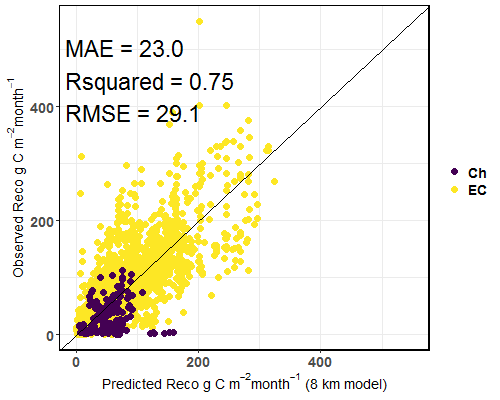 MAE = 23.0
Rsquared = 0.75
RMSE = 29.1
Observed Reco g C m⁻²month⁻¹
400
200
0
0 200 400
Predicted Reco g C m⁻²month⁻¹ (8 km model)
Ch
EC